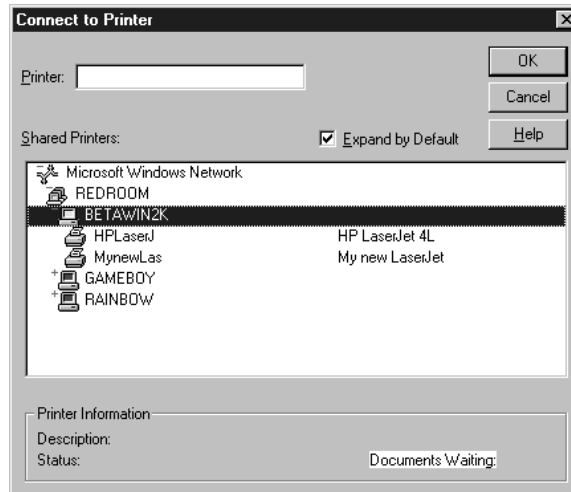 Connect to Printer
OK
Printer:
Cancel
Shared Printers:
Expand by Default
Help
Microsoft Windows Network
REDROOM
BETAWIN2K
HPLaserJ HP LaserJet 4L
MynewLas My new LaserJet
GAMEBOY
RAINBOW
Printer Information
Description:
Status: Documents Waiting: